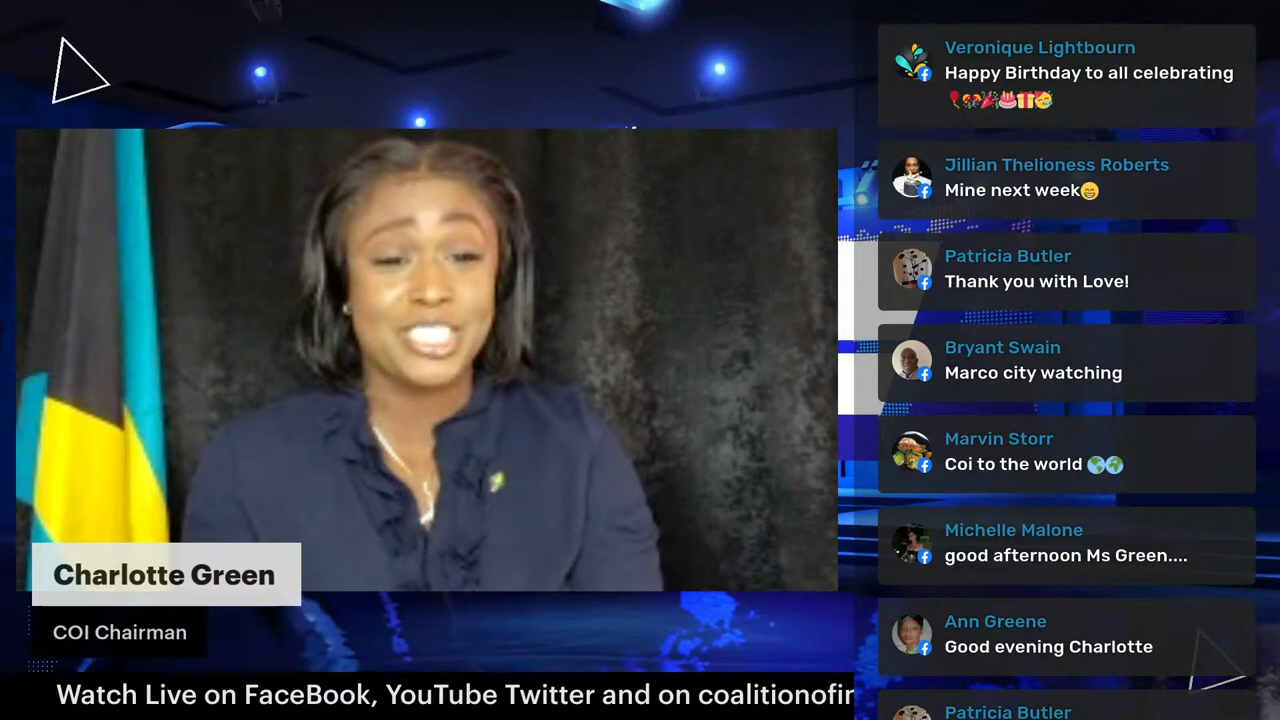 Charlotte Green
COI Chairman
Watch Live on FaceBook, YouTube Twitter and on coalitionofin
Veronique Lightbourn
Happy Birthday to all celebrating
🎈💝🎉🎂🎁🥳
Jillian Thelioness Roberts
Mine next week😁
Patricia Butler
Thank you with Love!
Bryant Swain
Marco city watching
Marvin Storr
Coi to the world 🌎🌍
Michelle Malone
good afternoon Ms Green....
Ann Greene
Good evening Charlotte
Patricia Butler